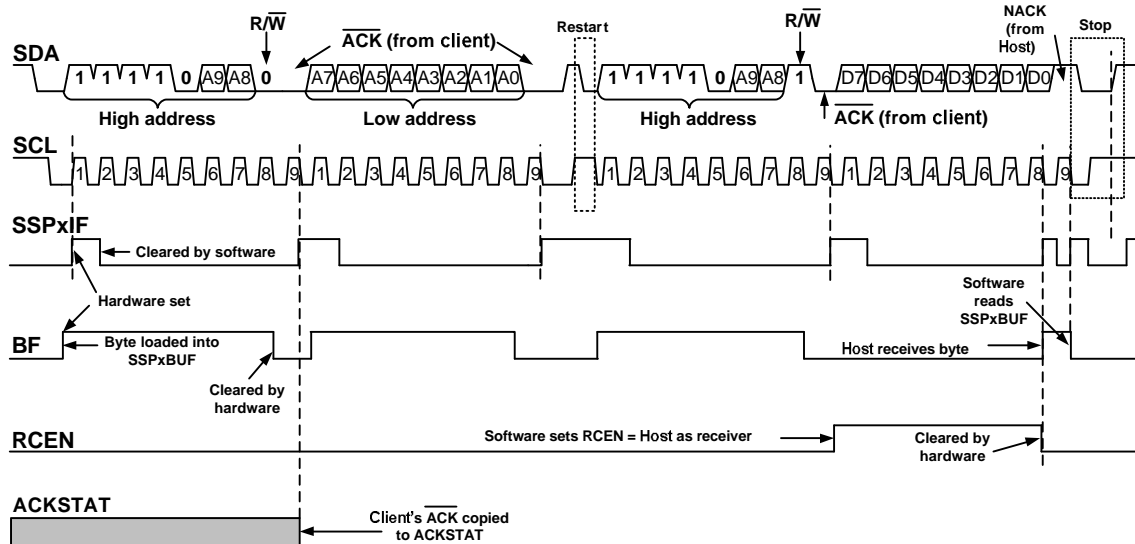 R/W̅
A̅C̅K̅ (from client)
Restart
R/W̅
NACK
(from
Host)
Stop
SDA
1 1 1 1 0 A9 A8 0 A7 A6 A5 A4 A3 A2 A1 A0 1 1 1 1 0 A9 A8 1 D7 D6 D5 D4 D3 D2 D1 D0
High address
Low address
High address
A̅C̅K̅ (from client)
SCL
1 2 3 4 5 6 7 8 9 1 2 3 4 5 6 7 8 9 1 2 3 4 5 6 7 8 9 1 2 3 4 5 6 7 8 9
SSPxIF
Cleared by software
Hardware set
Software
reads
SSPxBUF
BF
Byte loaded into
SSPxBUF
Cleared by
hardware
Host receives byte
RCEN
Software sets RCEN = Host as receiver
Cleared by
hardware
ACKSTAT
Client's A̅C̅K̅ copied
to ACKSTAT